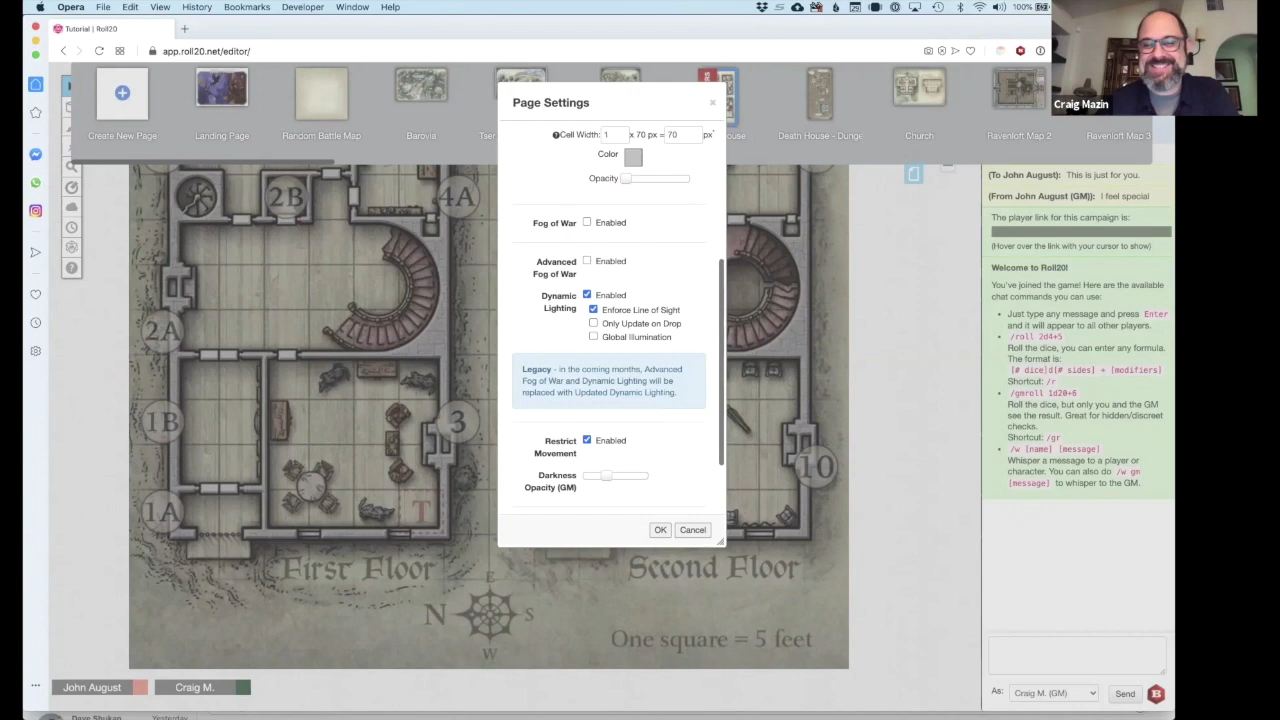 Opera File Edit View History Bookmarks Developer Window Help 100%
Tutorial | Roll20
app.roll20.net/editor/
Create New Page Landing Page Random Battle Map Barovia Death House - Dunge Church Ravenloft Map 2 Ravenloft Map 3
Craig Mazin
Page Settings
Cell Width: 1 x 70 px = 70 px*
Color
Opacity
Fog of War Enabled
Advanced Fog of War Enabled
Dynamic Lighting Enabled
Enforce Line of Sight
Only Update on Drop
Global Illumination
Legacy - in the coming months, Advanced
Fog of War and Dynamic Lighting will be
replaced with Updated Dynamic Lighting.
Restrict Movement Enabled
Darkness Opacity (GM)
OK Cancel
2B 4A
2A
1B 3
10
1A T
First Floor Second Floor
E
N S
W
One square = 5 feet
(To John August): This is just for you.
(From John August (GM)): I feel special
The player link for this campaign is:
(Hover over the link with your cursor to show)
Welcome to Roll20!
You've joined the game! Here are the available
chat commands you can use:
Just type any message and press Enter
and it will appear to all other players.
/roll 2d4+5
Roll the dice, you can enter any formula.
The format is:
[# dice]d[# sides] + [modifiers]
Shortcut: /r
/gmroll 1d20+6
Roll the dice, but only you and the GM
see the result. Great for hidden/discreet
checks.
Shortcut: /gr
/w [name] [message]
Whisper a message to a player or
character. You can also do /w gm
[message] to whisper to the GM.
As: Craig M. (GM) Send
John August Craig M.
Dave Shukan Yesterday